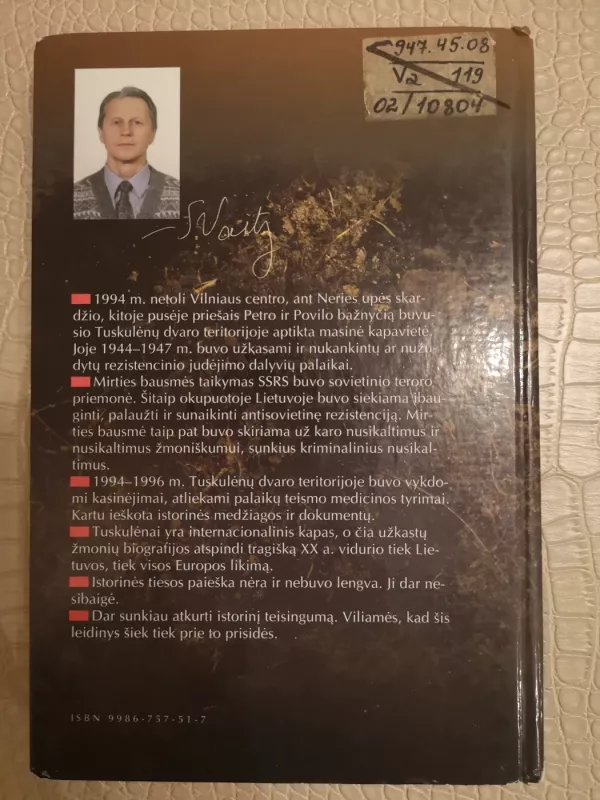 947.45.08
Va 119
02/10804
S.Vaitz
1994 m. netoli Vilniaus centro, ant Neries upės skar-
džio, kitoje pusėje priešais Petro ir Povilo bažnyčią buvu-
sio Tuskulėnų dvaro teritorijoje aptikta masinė kapavietė.
Joje 1944–1947 m. buvo užkasami ir nukankintų ar nužu-
dytų rezistencinio judėjimo dalyvių palaikai.
Mirties bausmės taikymas SSRS buvo sovietinio teroro
priemonė. Šitaip okupuotoje Lietuvoje buvo siekiama įbau-
ginti, palaužti ir sunaikinti antisovietinę rezistenciją. Mir-
ties bausmė taip pat buvo skiriama už karo nusikaltimus ir
nusikaltimus žmoniškumui, sunkius kriminalinius nusikal-
timus.
1994–1996 m. Tuskulėnų dvaro teritorijoje buvo vykdo-
mi kasinėjimai, atliekami palaikų teismo medicinos tyrimai.
Kartu ieškota istorinės medžiagos ir dokumentų.
Tuskulėnai yra internacionalinis kapas, o čia užkastų
žmonių biografijos atspindi tragišką XX a. vidurio tiek Lie-
tuvos, tiek visos Europos likimą.
Istorinės tiesos paieška nėra ir nebuvo lengva. Ji dar ne-
sibaigė.
Dar sunkiau atkurti istorinį teisingumą. Viliamės, kad šis
leidinys šiek tiek prie to prisidės.
ISBN 9986-757-51-7